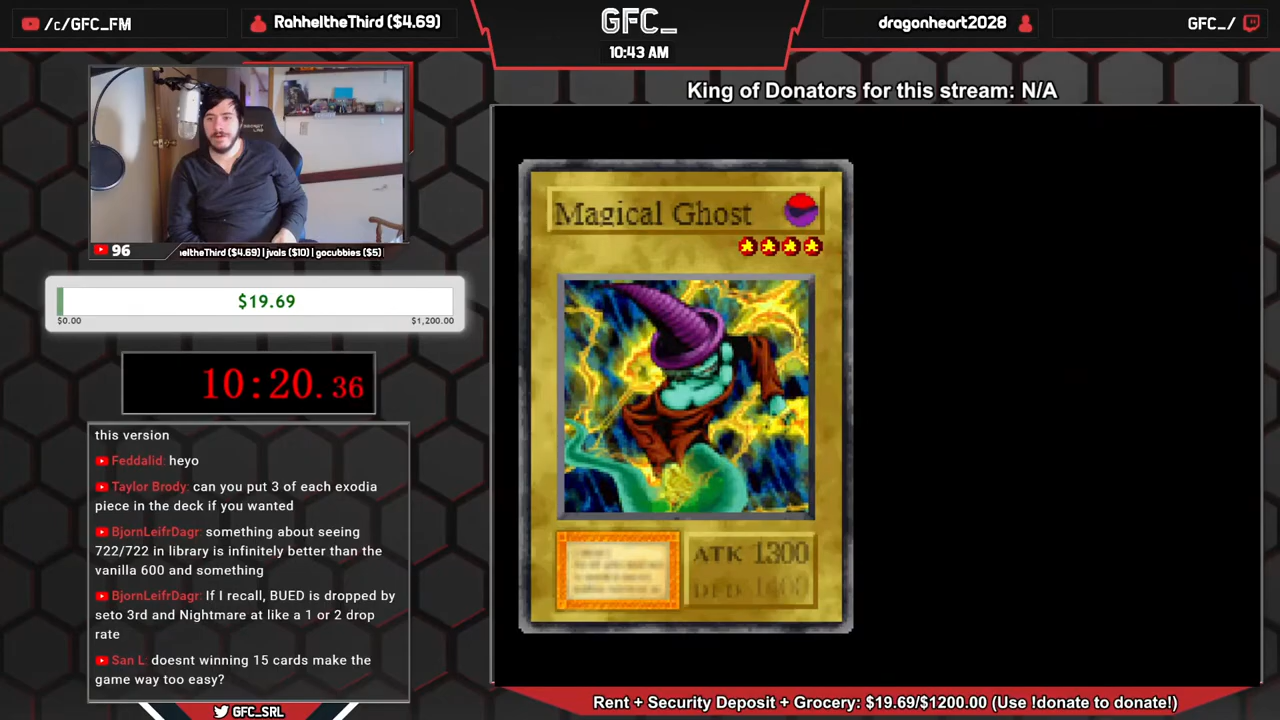 /c/GFC_FM
RahheltheThird ($4.69)
GFC_
10:43 AM
dragonheart2028
GFC_/
King of Donators for this stream: N/A
96
heltheThird ($4.69) | jvals ($10) | gocubbies ($5)
$19.69
$0.00
$1,200.00
10:20.36
this version
Feddalid: heyo
Taylor Brody: can you put 3 of each exodia
piece in the deck if you wanted
BjornLeifrDagr: something about seeing
722/722 in library is infinitely better than the
vanilla 600 and something
BjornLeifrDagr: If I recall, BUED is dropped by
seto 3rd and Nightmare at like a 1 or 2 drop
rate
San L: doesnt winning 15 cards make the
game way too easy?
GFC_SRL
Magical Ghost
ATK 1300
Rent + Security Deposit + Grocery: $19.69/$1200.00 (Use !donate to donate!)